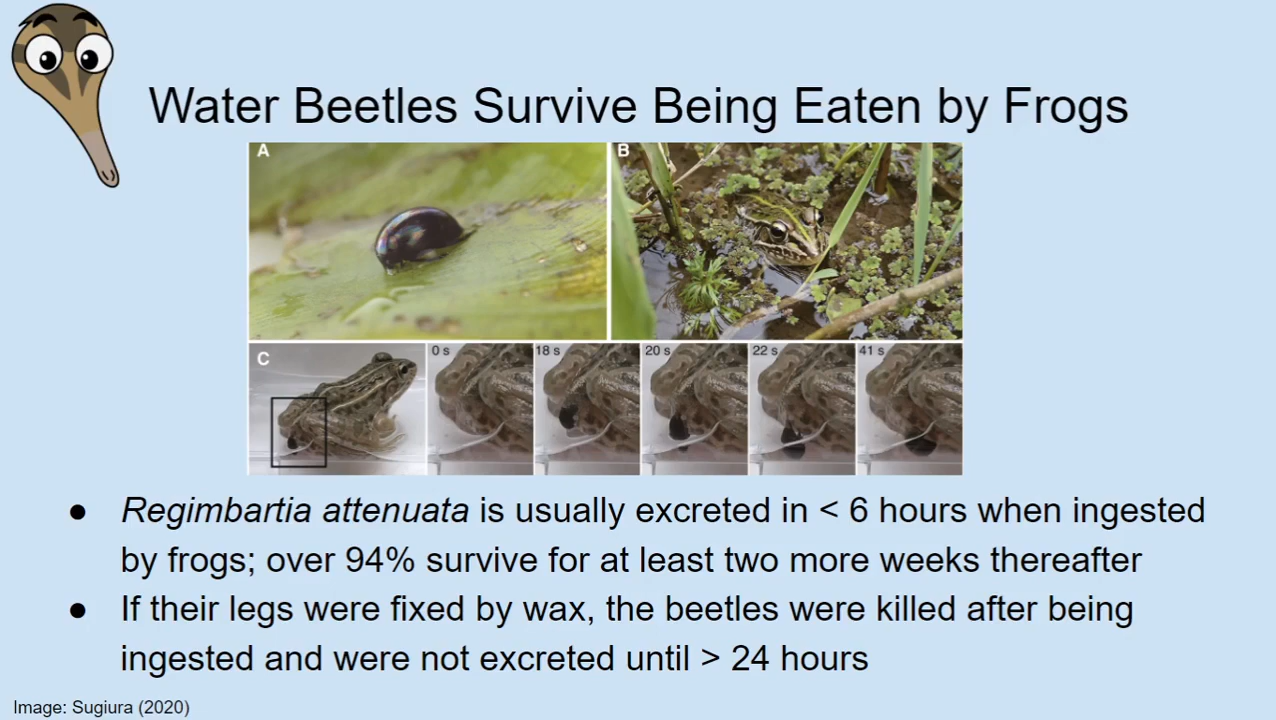 Water Beetles Survive Being Eaten by Frogs
A
B
C
0 s
18 s
20 s
22 s
41 s
● Regimbartia attenuata is usually excreted in < 6 hours when ingested
by frogs; over 94% survive for at least two more weeks thereafter
● If their legs were fixed by wax, the beetles were killed after being
ingested and were not excreted until > 24 hours
Image: Sugiura (2020)